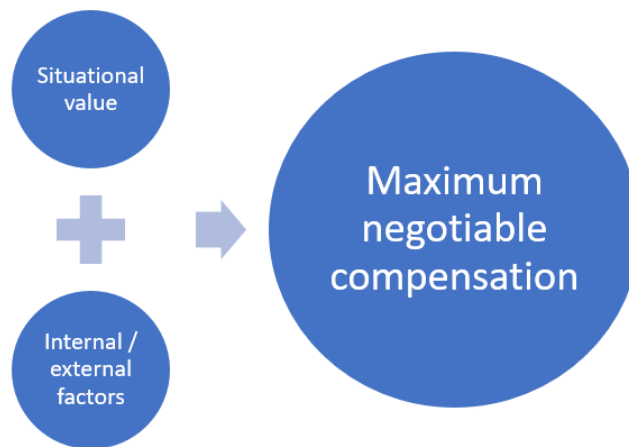 Situational
value
Internal /
external
factors
Maximum
negotiable
compensation